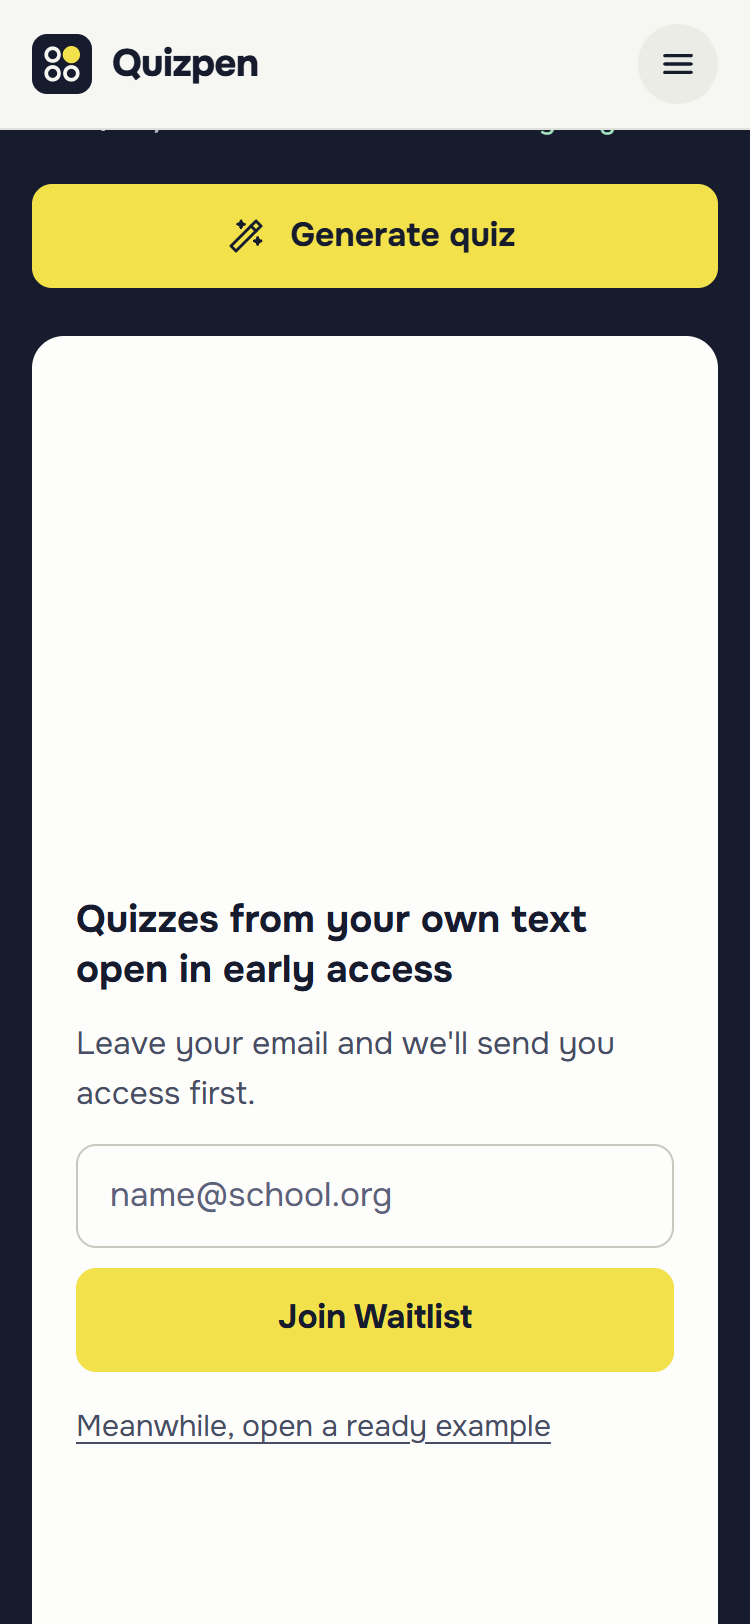 Quizpen
Generate quiz
Quizzes from your own text
open in early access
Leave your email and we'll send you
access first.
name@school.org
Join Waitlist
Meanwhile, open a ready example